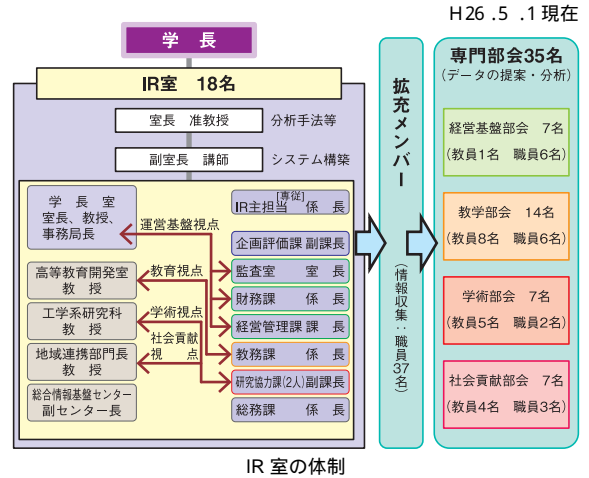 H26.5.1現在
学 長
IR室 18名
室長 准教授
分析手法等
副室長 講師
システム構築
学 長 室
室長、教授、
事務局長
高等教育開発室
教 授
工学系研究科
教 授
地域連携部門長
教 授
総合情報基盤センター
副センター長
運営基盤視点
教育視点
学術視点
社会貢献
視 点
[専従]
IR主担当 係 長
企画評価課 副課長
監査室 室 長
財務課 係 長
経営管理課 課 長
教務課 係 長
研究協力課(2人)副課長
総務課 係 長
拡充メンバー
(情報収集:職員37名)
専門部会35名
(データの提案・分析)
経営基盤部会 7名
(教員1名 職員6名)
教学部会 14名
(教員8名 職員6名)
学術部会 7名
(教員5名 職員2名)
社会貢献部会 7名
(教員4名 職員3名)
IR 室の体制